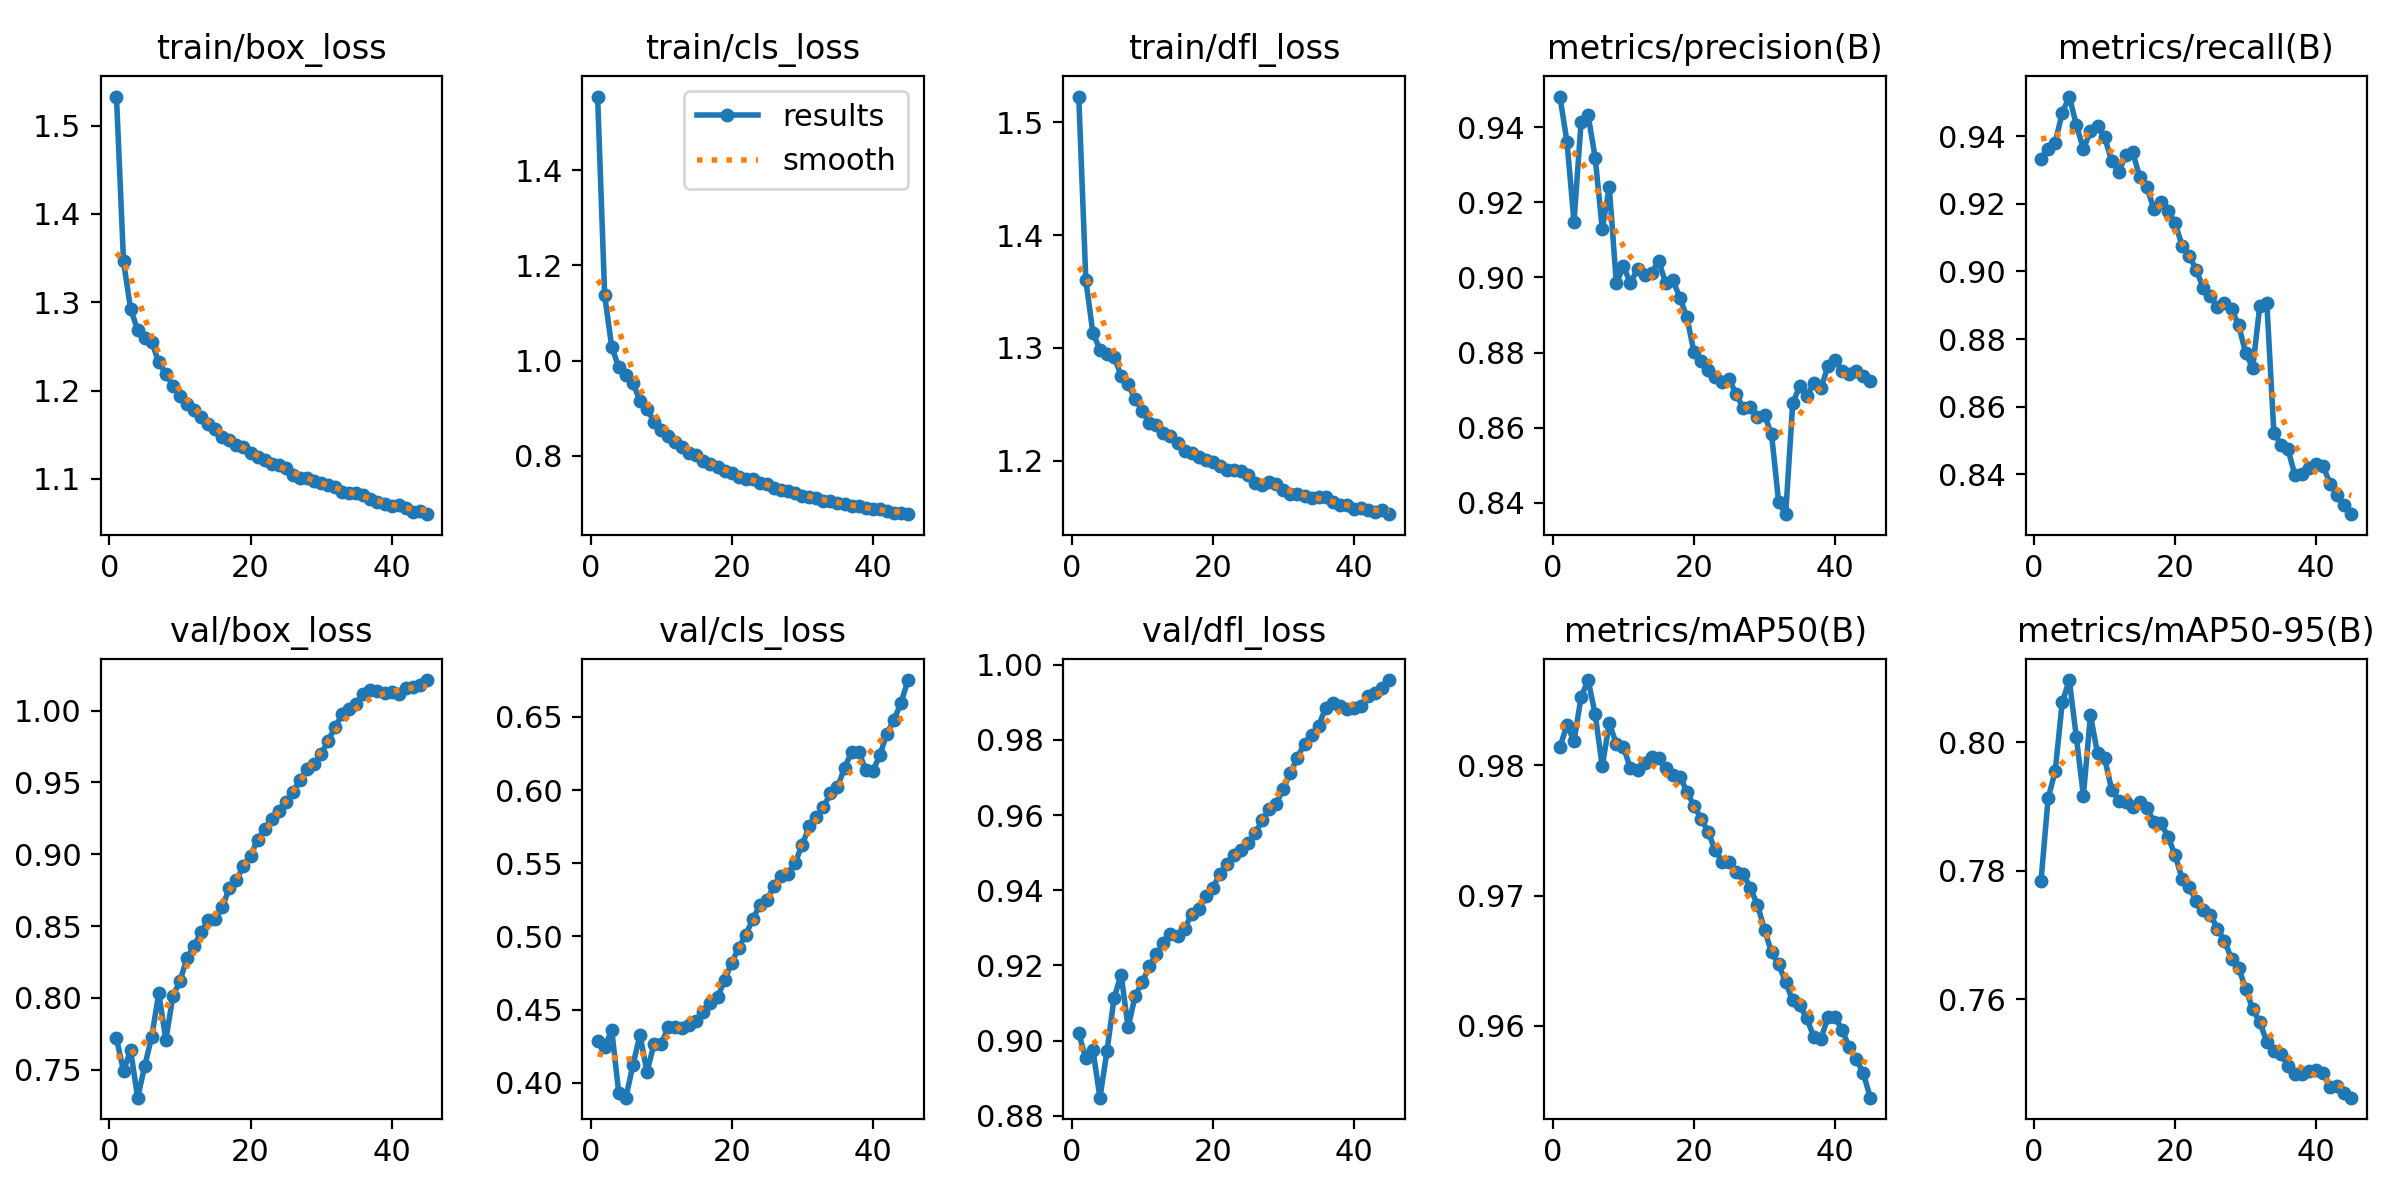 train/box_loss
1.5
1.4
1.3
1.2
1.1
0 20 40
train/cls_loss
results
smooth
1.4
1.2
1.0
0.8
0 20 40
train/dfl_loss
1.5
1.4
1.3
1.2
0 20 40
metrics/precision(B)
0.94
0.92
0.90
0.88
0.86
0.84
0 20 40
metrics/recall(B)
0.94
0.92
0.90
0.88
0.86
0.84
0 20 40
val/box_loss
1.00
0.95
0.90
0.85
0.80
0.75
0 20 40
val/cls_loss
0.65
0.60
0.55
0.50
0.45
0.40
0 20 40
val/dfl_loss
1.00
0.98
0.96
0.94
0.92
0.90
0.88
0 20 40
metrics/mAP50(B)
0.98
0.97
0.96
0 20 40
metrics/mAP50-95(B)
0.80
0.78
0.76
0 20 40